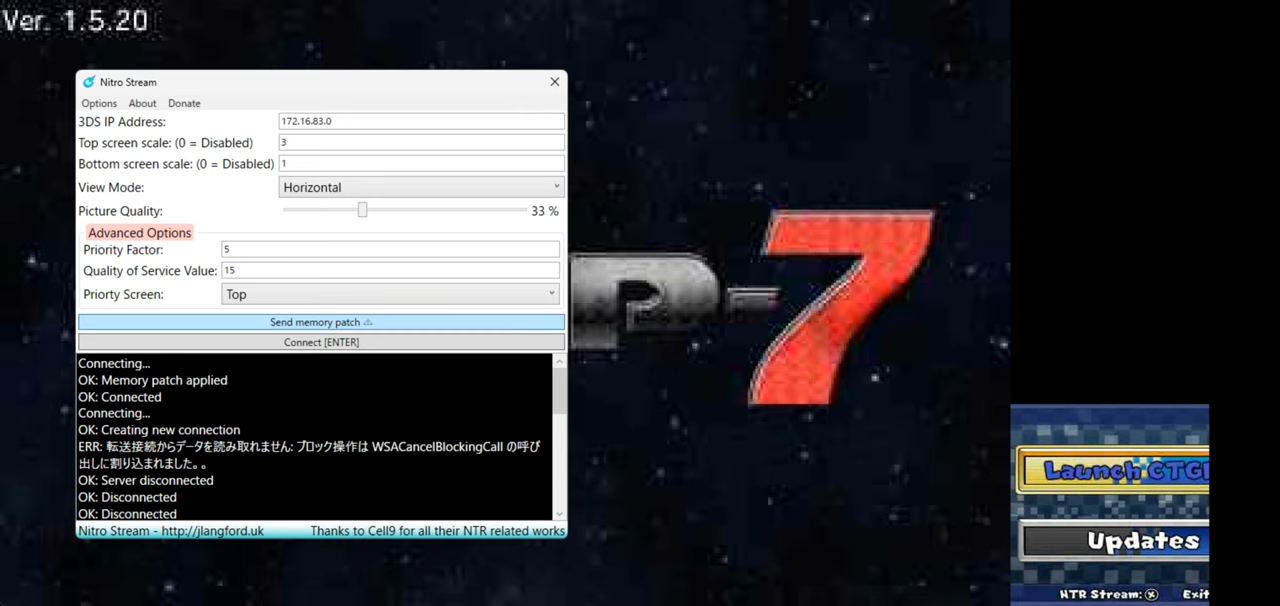 Ver. 1.5.20
Nitro Stream
Options About Donate
3DS IP Address: 172.16.83.0
Top screen scale: (0 = Disabled) 3
Bottom screen scale: (0 = Disabled) 1
View Mode: Horizontal
Picture Quality: 33 %
Advanced Options
Priority Factor: 5
Quality of Service Value: 15
Priorty Screen: Top
Send memory patch ⚠
Connect [ENTER]
Connecting...
OK: Memory patch applied
OK: Connected
Connecting...
OK: Creating new connection
ERR: 転送接続からデータを読み取れません: ブロック操作は WSACancelBlockingCall の呼び
出しに割り込まれました。。
OK: Server disconnected
OK: Disconnected
OK: Disconnected
Nitro Stream - http://jlangford.uk Thanks to Cell9 for all their NTR related works
P-7
Launch CTG
Updates
NTR Stream: Ⓧ Exit